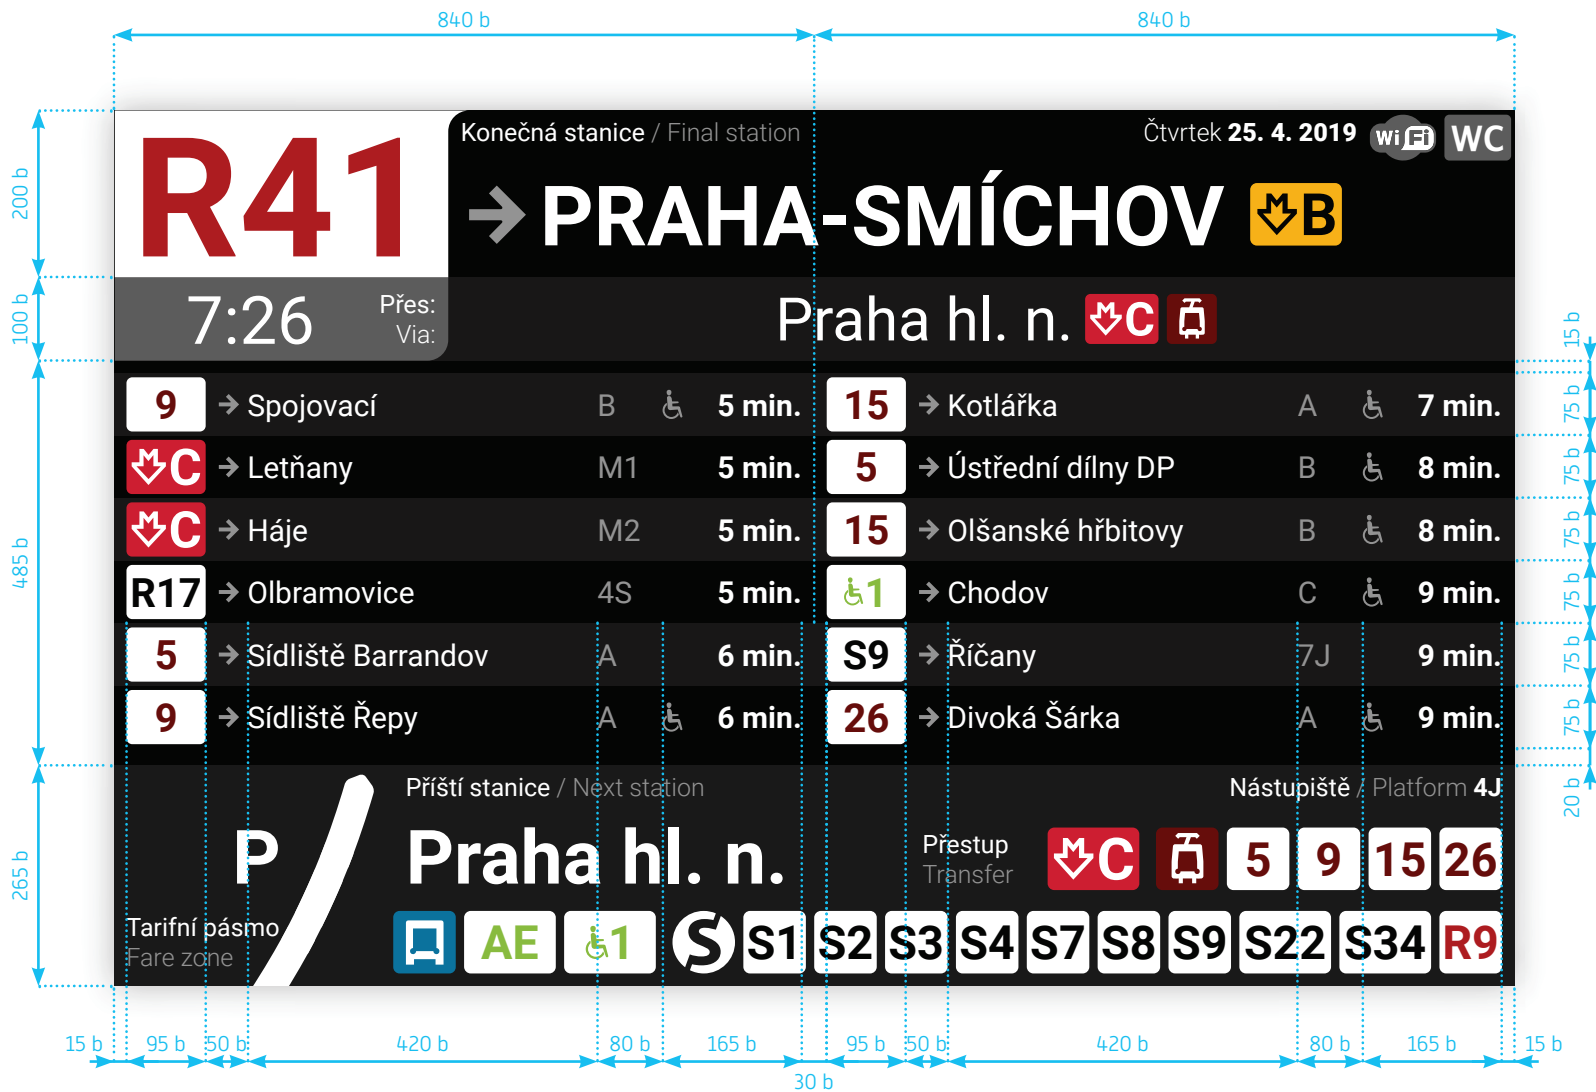 840 b 840 b
200 b
100 b
485 b
265 b
R41
Konečná stanice / Final station
Čtvrtek 25. 4. 2019 WiFi WC
PRAHA-SMÍCHOV M B
7:26
Přes:
Via:
Praha hl. n. M C
9 Spojovací B 5 min.
M C Letňany M1 5 min.
M C Háje M2 5 min.
R17 Olbramovice 4S 5 min.
5 Sídliště Barrandov A 6 min.
9 Sídliště Řepy A 6 min.
15 Kotlářka A 7 min.
5 Ústřední dílny DP B 8 min.
15 Olšanské hřbitovy B 8 min.
1 Chodov C 9 min.
S9 Říčany 7J 9 min.
26 Divoká Šárka A 9 min.
15 b
75 b
75 b
75 b
75 b
75 b
75 b
20 b
P
Tarifní pásmo
Fare zone
Příští stanice / Next station
Nástupiště / Platform 4J
Praha hl. n.
Přestup
Transfer
M C 5 9 15 26
AE 1 S S1 S2 S3 S4 S7 S8 S9 S22 S34 R9
15 b 95 b 50 b 420 b 80 b 165 b 95 b 50 b 420 b 80 b 165 b 15 b
30 b